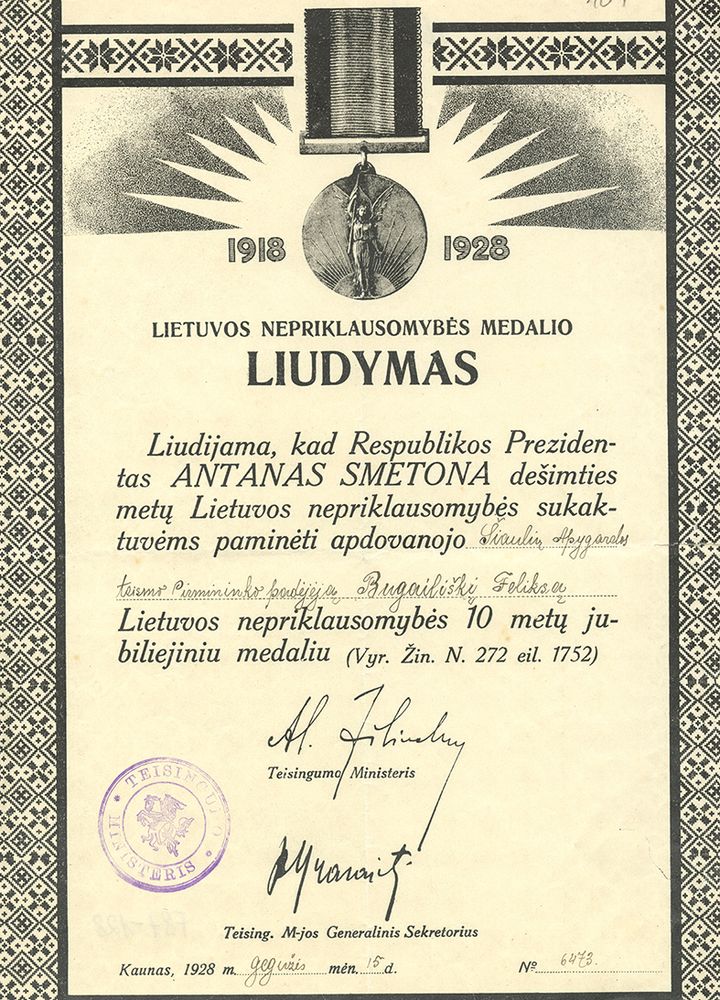 1918 1928
LIETUVOS NEPRIKLAUSOMYBĖS MEDALIO
LIUDYMAS
Liudijama, kad Respublikos Preziden-
tas ANTANAS SMETONA dešimties
metų Lietuvos nepriklausomybės sukak-
tuvėms paminėti apdovanojo Šiaulių Apygardos
teismo Pirmininko padėjėją Bugailiškį Feliksą
Lietuvos nepriklausomybės 10 metų ju-
biliejiniu medaliu (Vyr. Žin. N. 272 eil. 1752)
Teisingumo Ministeris
TEISINGUJO MINISTERIS
Teising. M-jos Generalinis Sekretorius
Kaunas, 1928 m. gegužės mėn. 15 d. № 6473